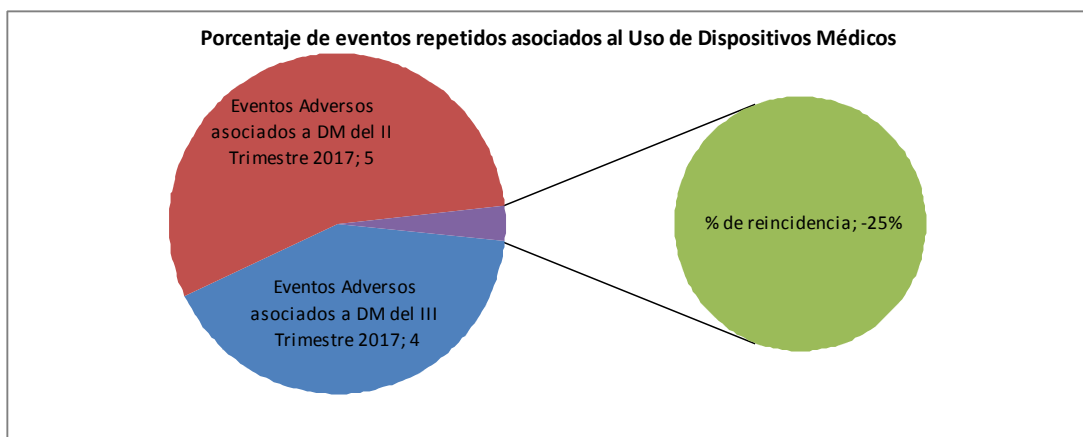 Porcentaje de eventos repetidos asociados al Uso de Dispositivos Médicos
Eventos Adversos
asociados a DM del II
Trimestre 2017; 5
% de reincidencia; -25%
Eventos Adversos
asociados a DM del III
Trimestre 2017; 4